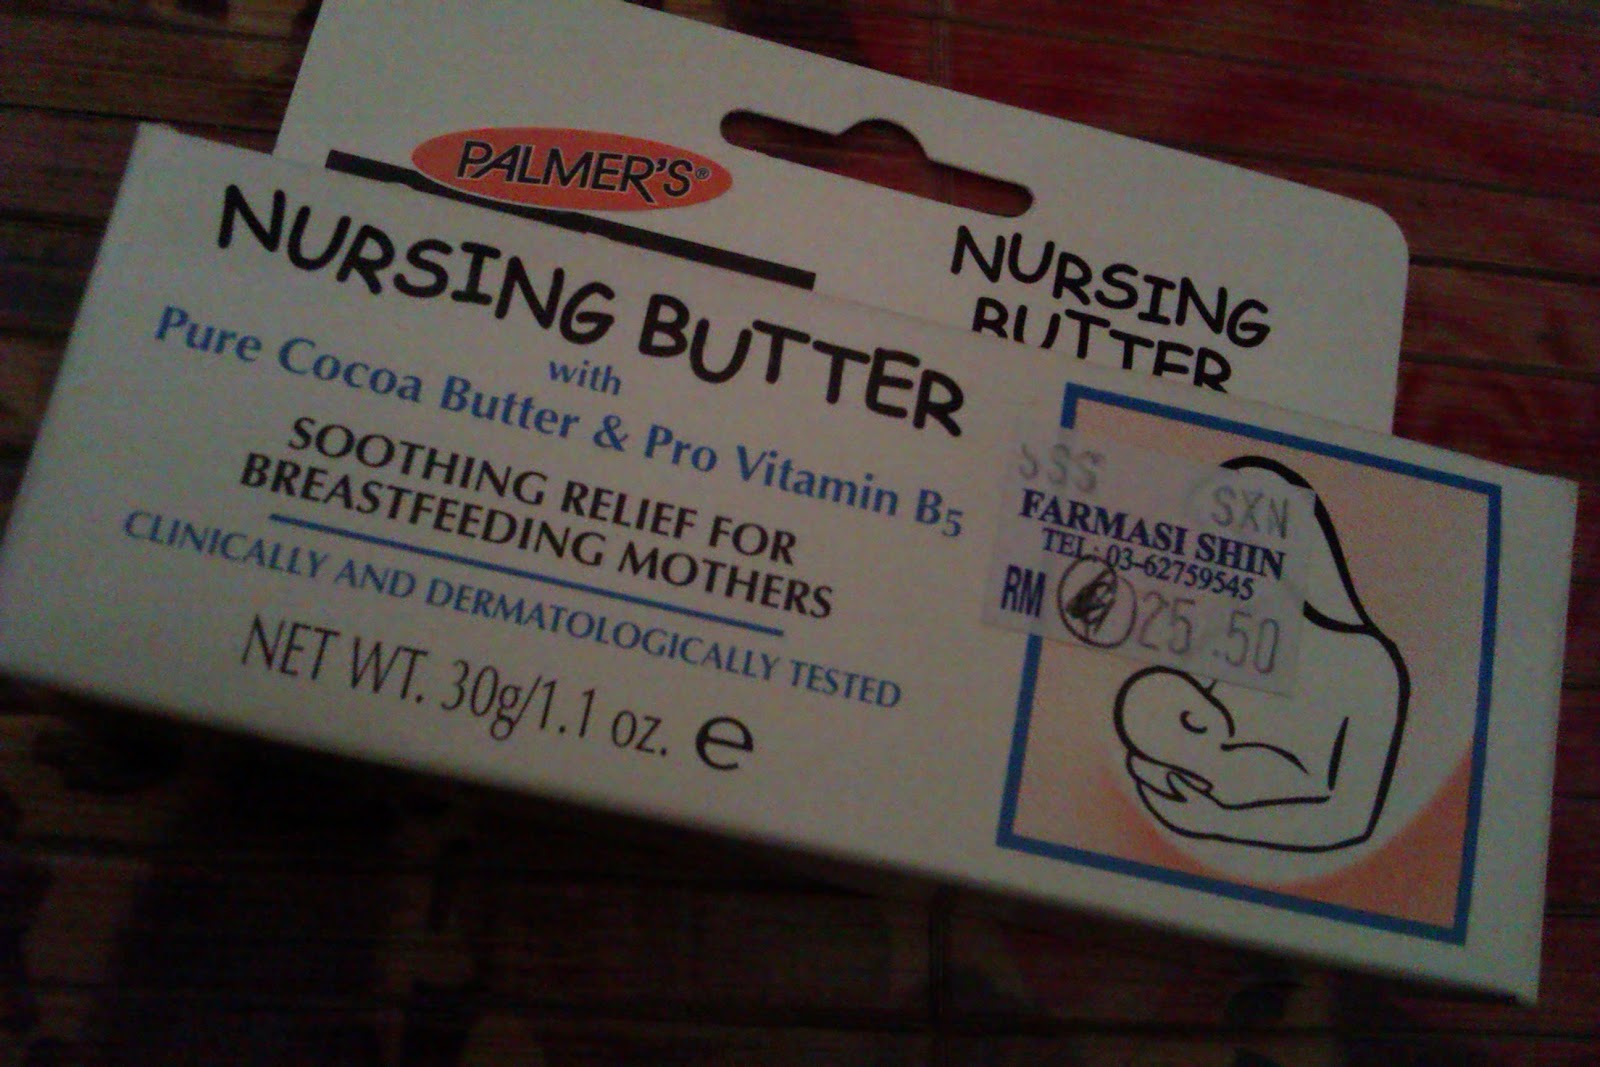 PALMER'S®
NURSING
BUTTER
NURSING BUTTER
with
Pure Cocoa Butter & Pro Vitamin B5
SOOTHING RELIEF FOR
BREASTFEEDING MOTHERS
CLINICALLY AND DERMATOLOGICALLY TESTED
NET WT. 30g/1.1 oz. e
SSS SXN
FARMASI SHIN
TEL: 03-62759545
RM 25.50